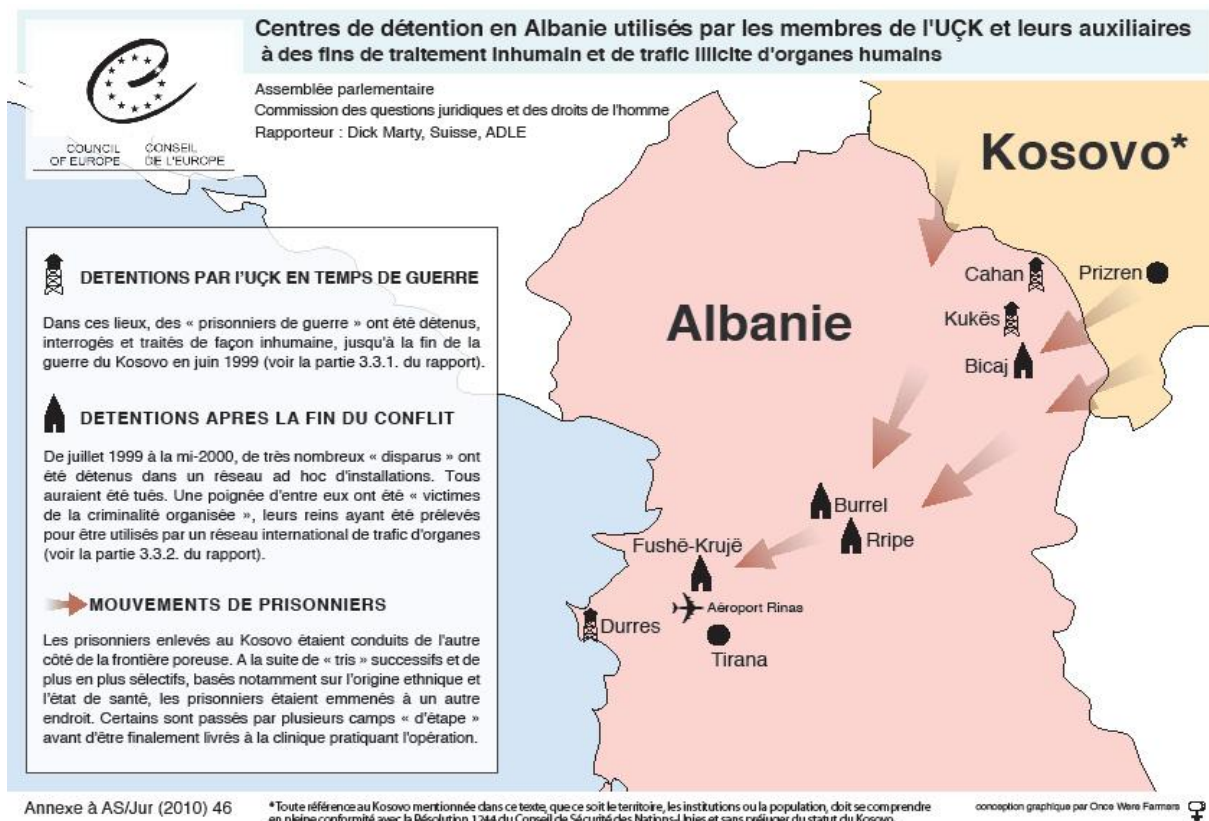 Centres de détention en Albanie utilisés par les membres de l'UÇK et leurs auxiliaires
à des fins de traitement inhumain et de trafic illicite d'organes humains
COUNCIL OF EUROPE
CONSEIL DE L'EUROPE
Assemblée parlementaire
Commission des questions juridiques et des droits de l'homme
Rapporteur : Dick Marty, Suisse, ADLE
DETENTIONS PAR l'UÇK EN TEMPS DE GUERRE
Dans ces lieux, des « prisonniers de guerre » ont été détenus,
interrogés et traités de façon inhumaine, jusqu'à la fin de la
guerre du Kosovo en juin 1999 (voir la partie 3.3.1. du rapport).
DETENTIONS APRES LA FIN DU CONFLIT
De juillet 1999 à la mi-2000, de très nombreux « disparus » ont
été détenus dans un réseau ad hoc d'installations. Tous
auraient été tués. Une poignée d'entre eux ont été « victimes
de la criminalité organisée », leurs reins ayant été prélevés
pour être utilisés par un réseau international de trafic d'organes
(voir la partie 3.3.2. du rapport).
MOUVEMENTS DE PRISONNIERS
Les prisonniers enlevés au Kosovo étaient conduits de l'autre
côté de la frontière poreuse. A la suite de « tris » successifs et de
plus en plus sélectifs, basés notamment sur l'origine ethnique et
l'état de santé, les prisonniers étaient emmenés à un autre
endroit. Certains sont passés par plusieurs camps « d'étape »
avant d'être finalement livrés à la clinique pratiquant l'opération.
Kosovo*
Albanie
Cahan
Prizren
Kukës
Bicaj
Burrel
Rripe
Fushë-Krujë
Aéroport Rinas
Durres
Tirana
Annexe à AS/Jur (2010) 46
*Toute référence au Kosovo mentionnée dans ce texte, que ce soit le territoire, les institutions ou la population, doit se comprendre
en pleine conformité avec la Résolution 1244 du Conseil de Sécurité des Nations-Unies et sans préjuger du statut du Kosovo.
conception graphique par Once Were Farmers